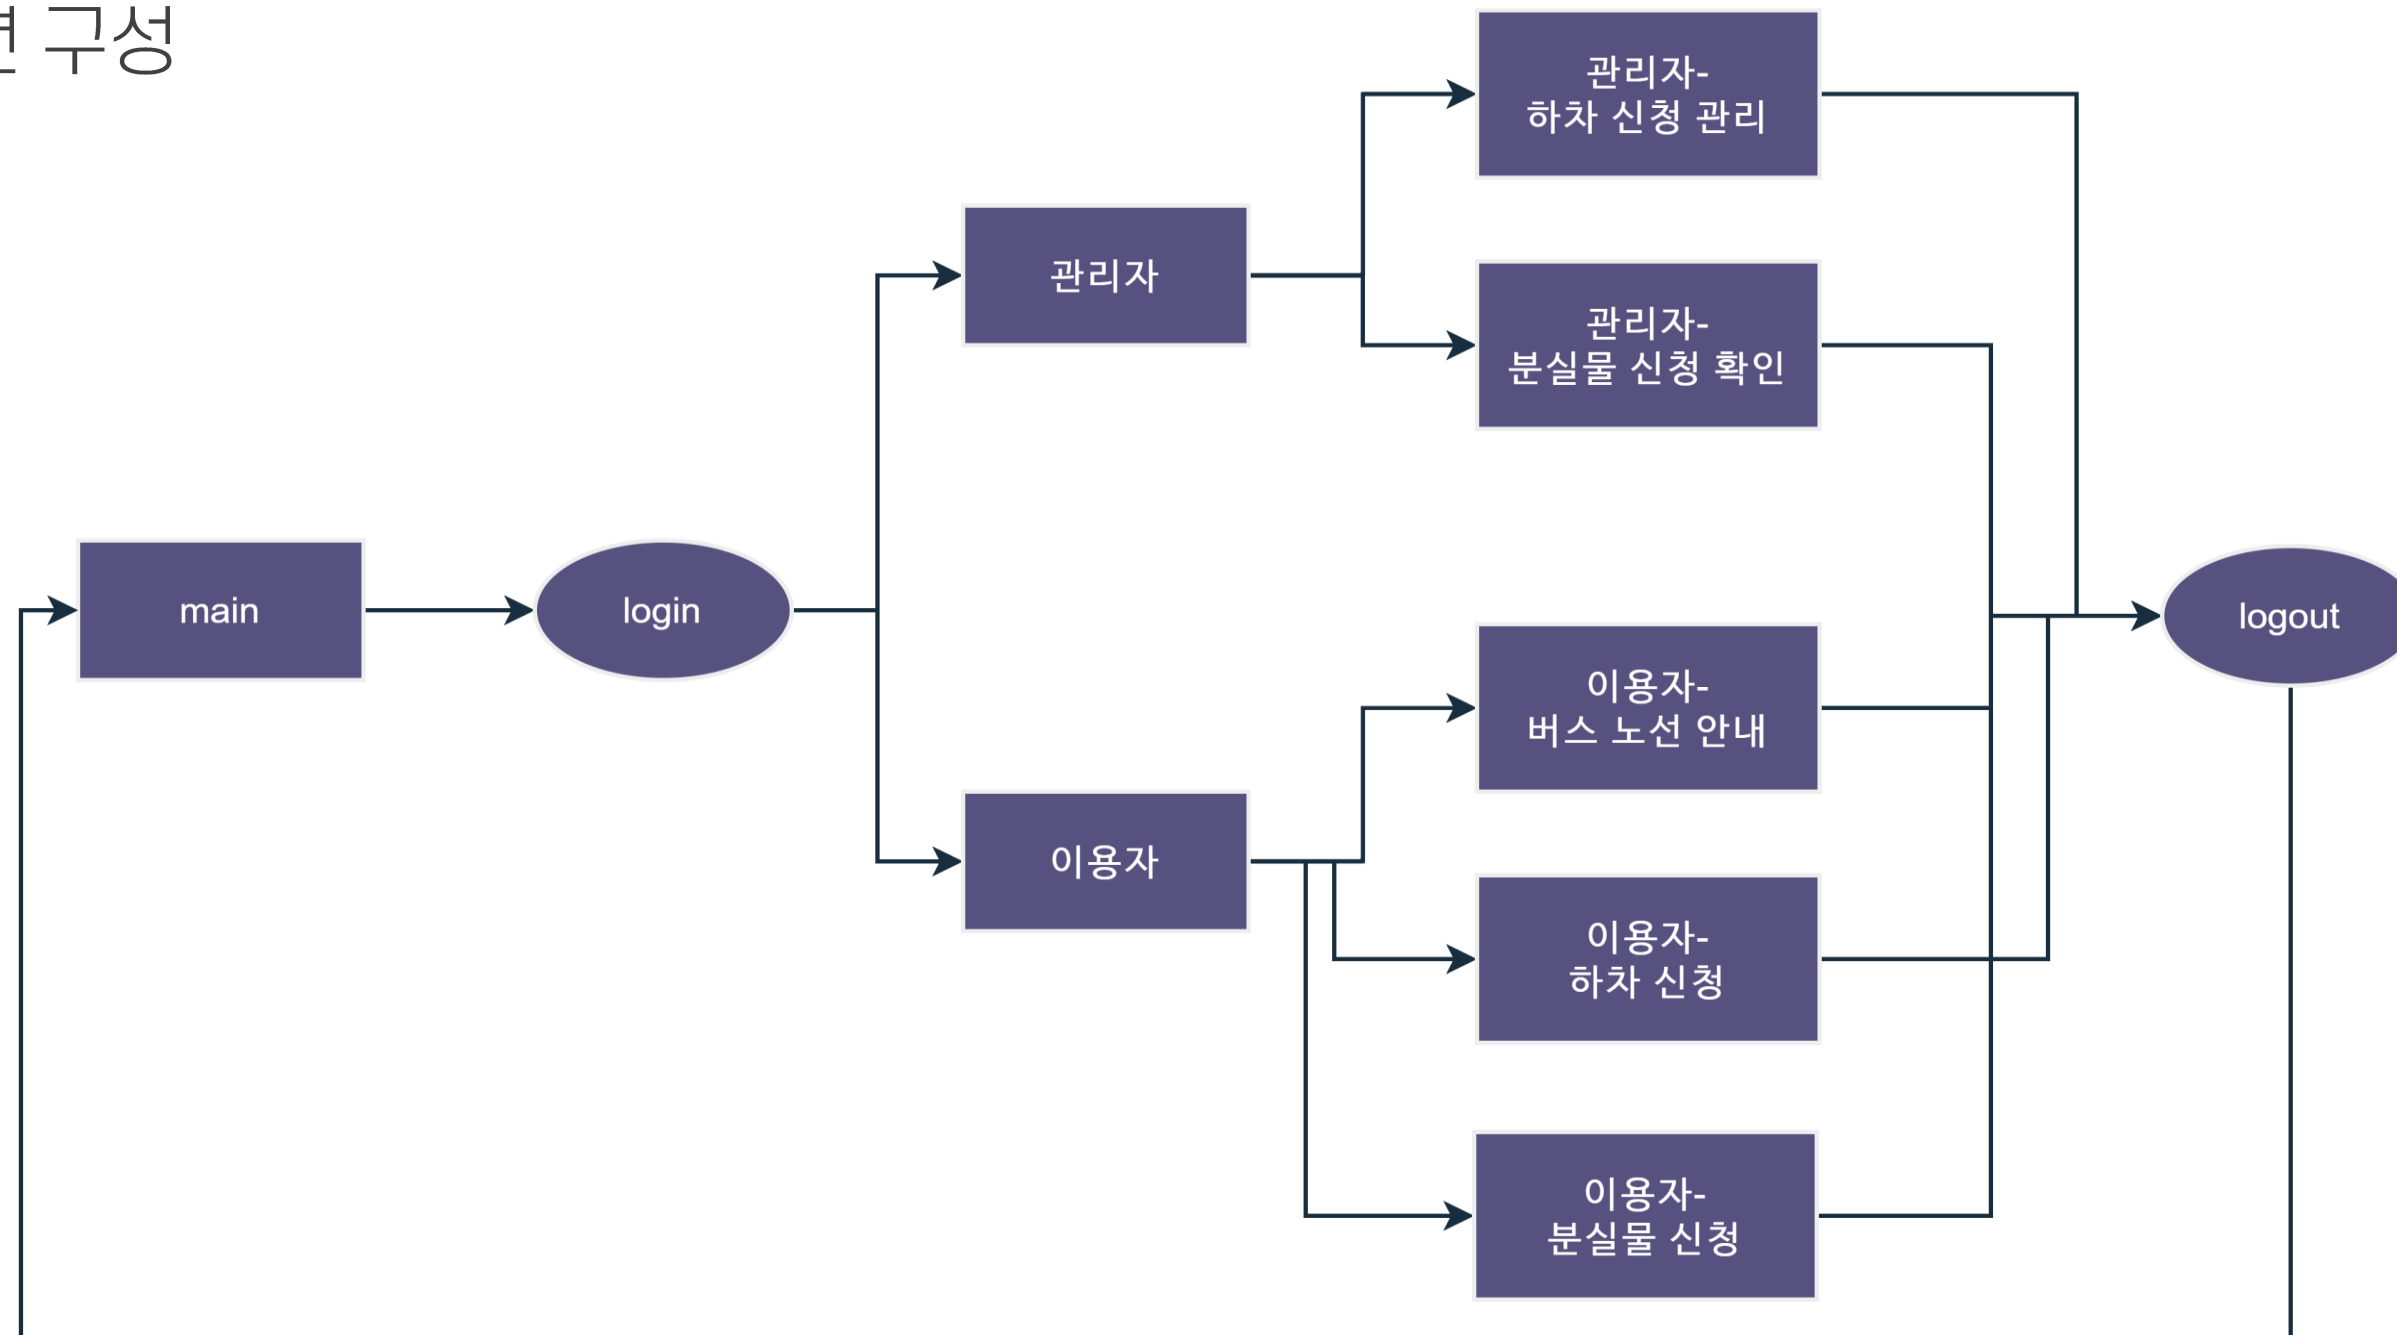 구성
main
login
관리자
이용자
관리자-
하차 신청 관리
관리자-
분실물 신청 확인
이용자-
버스 노선 안내
이용자-
하차 신청
이용자-
분실물 신청
logout